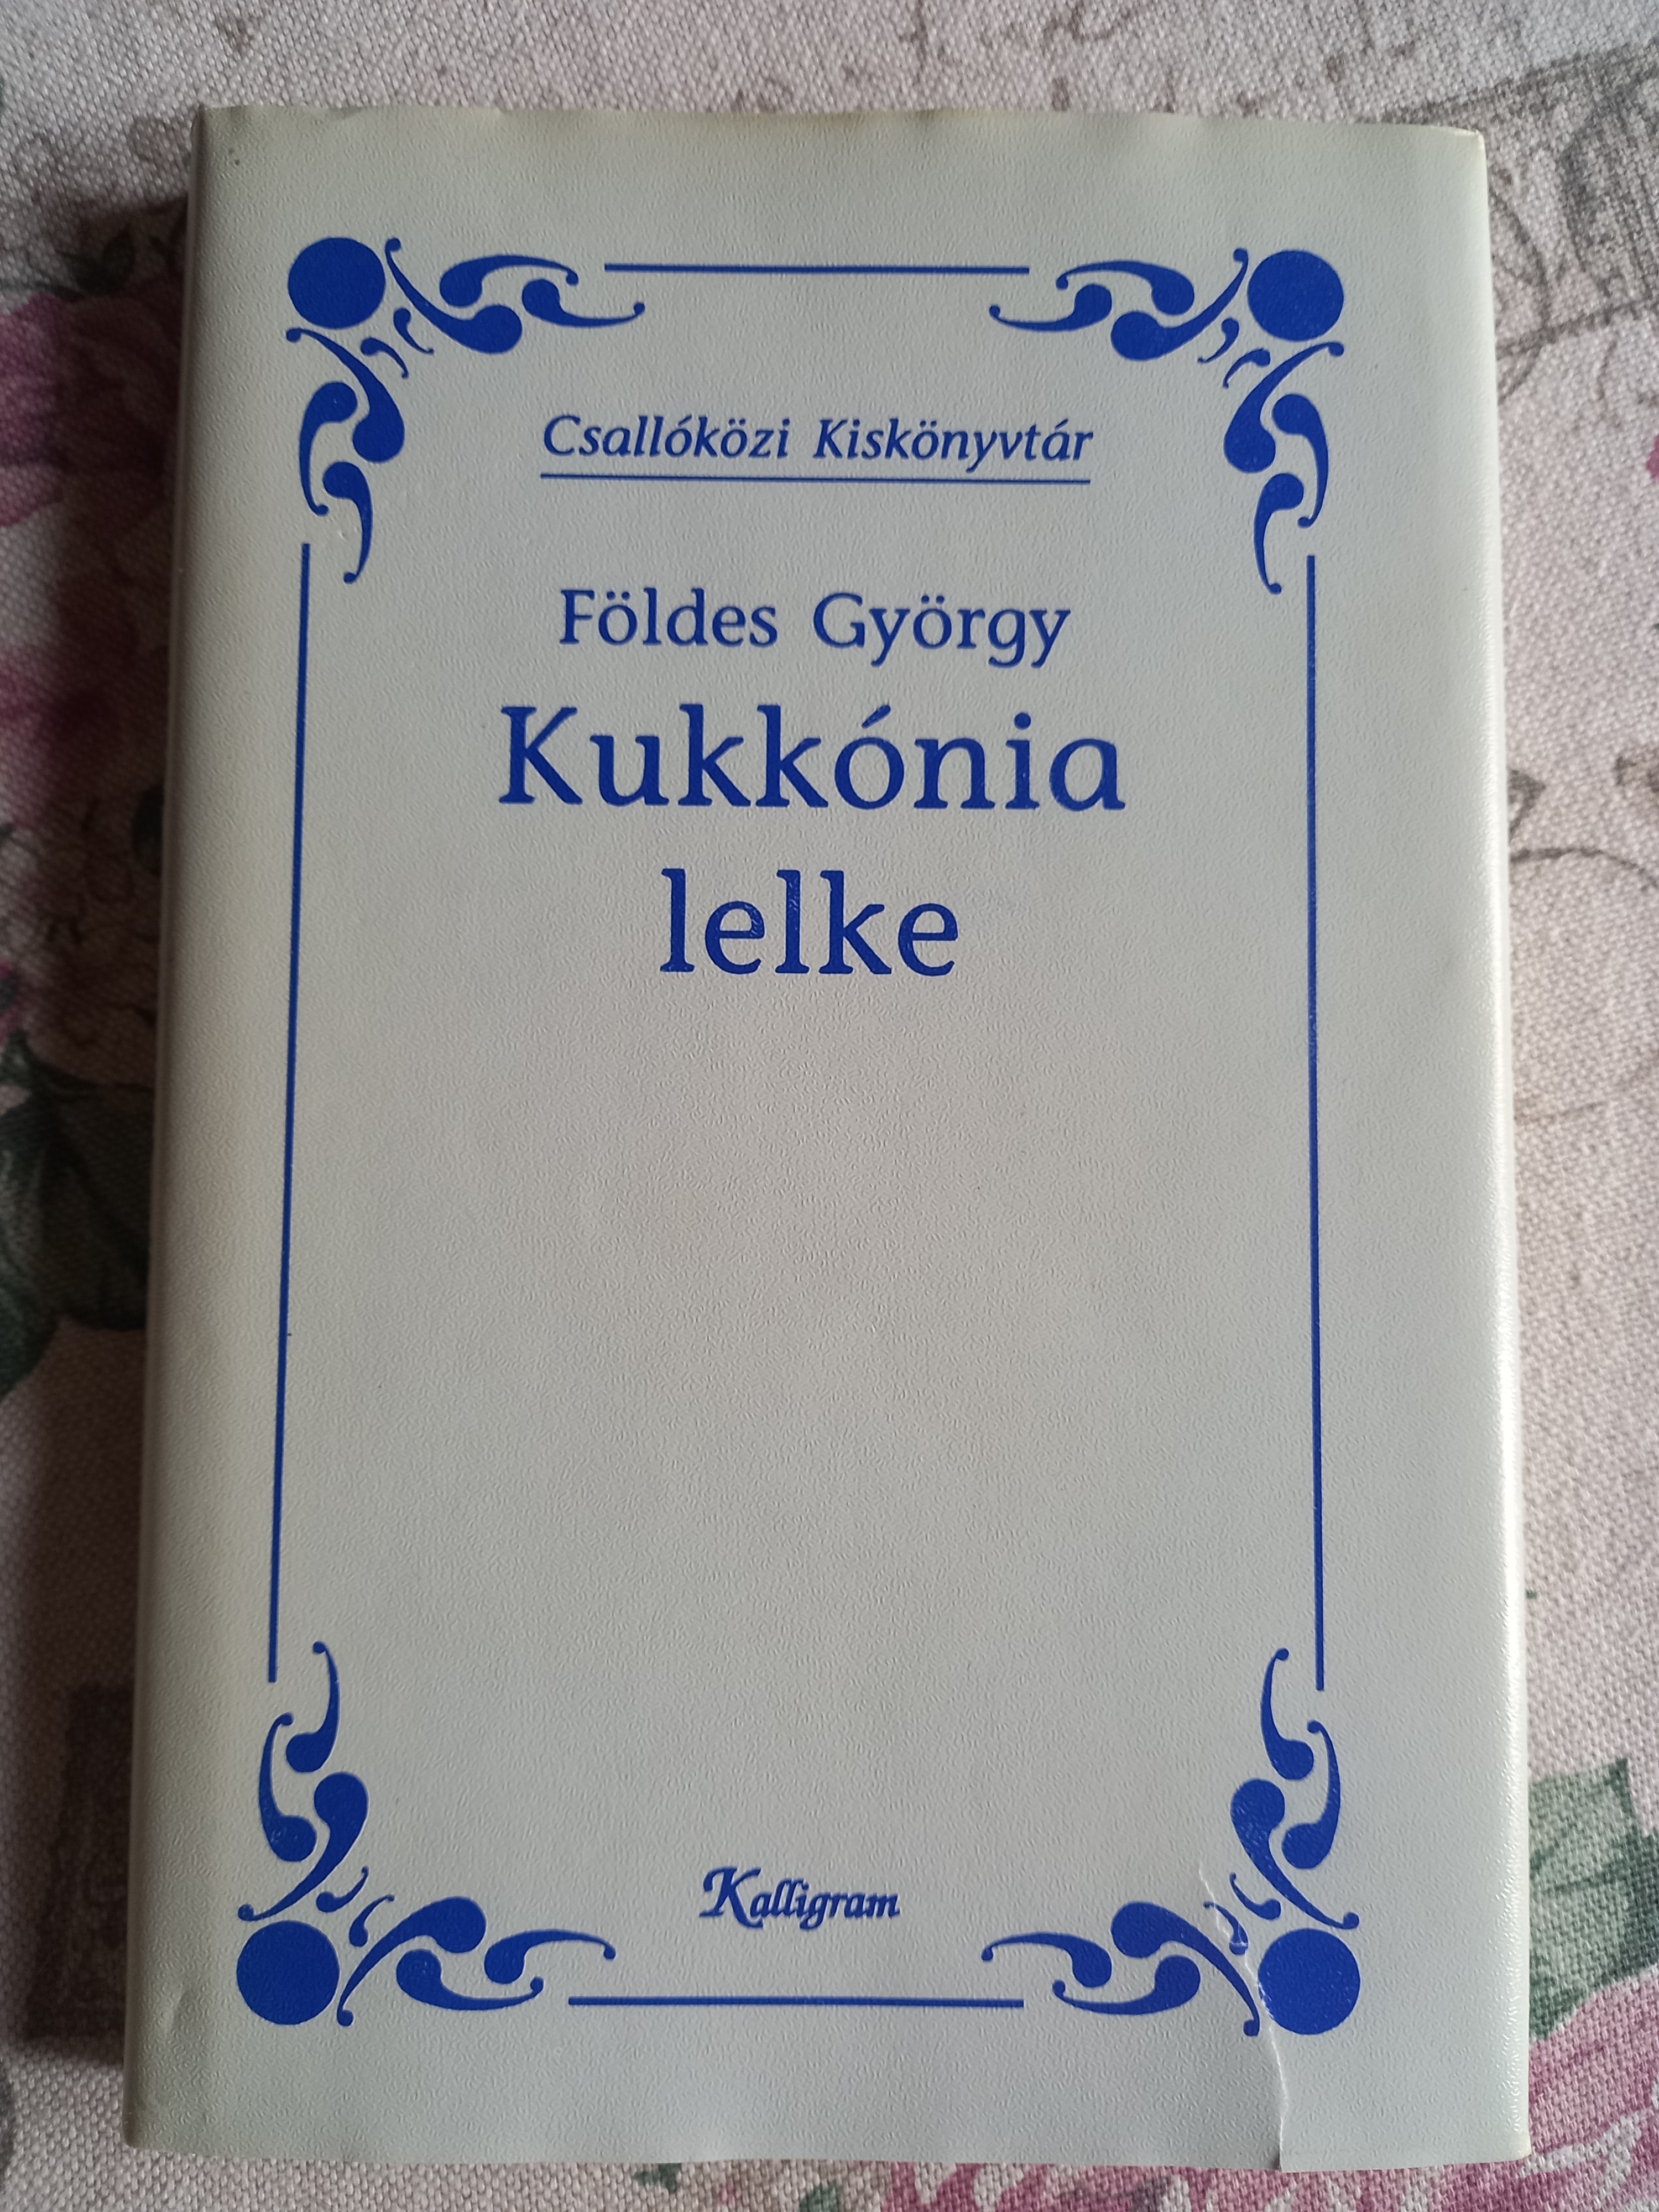 Csallóközi Kiskönyvtár
Földes György
Kukkónia
lelke
Kalligram